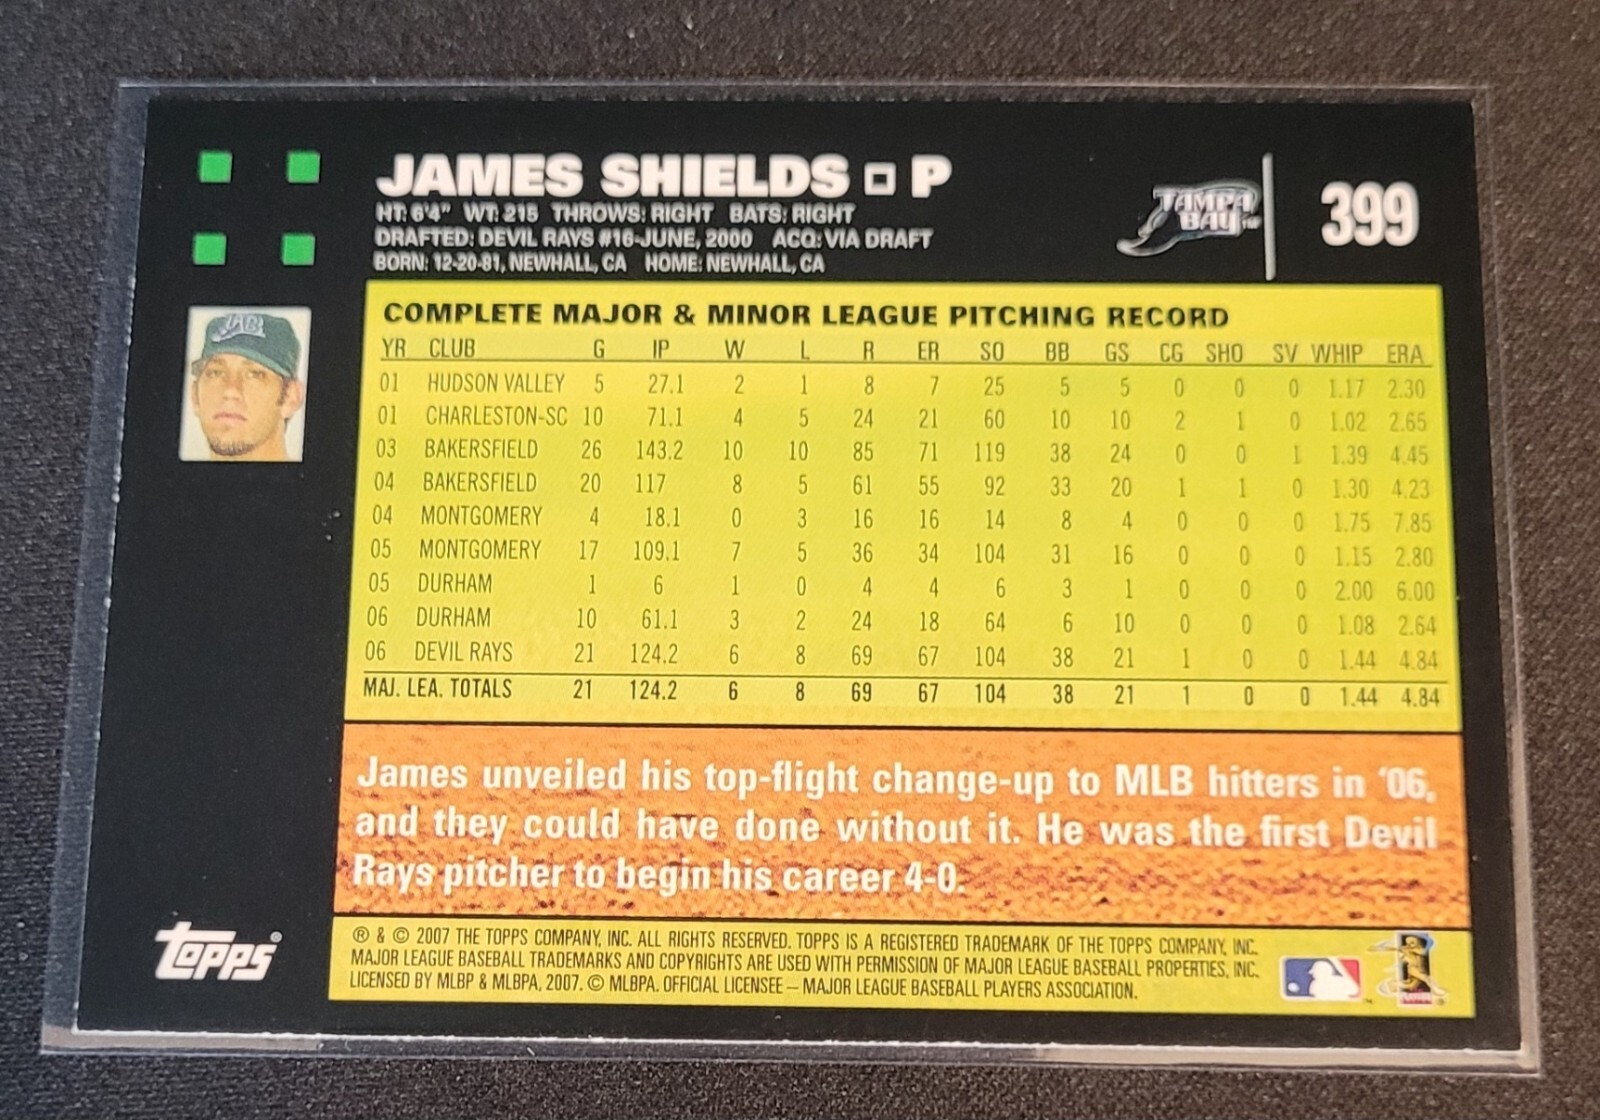 JAMES SHIELDS P
HT: 6'4" WT: 215 THROWS: RIGHT BATS: RIGHT
DRAFTED: DEVIL RAYS #16-JUNE, 2000 ACQ: VIA DRAFT
BORN: 12-20-81, NEWHALL, CA HOME: NEWHALL, CA
TAMPA BAY
399
COMPLETE MAJOR & MINOR LEAGUE PITCHING RECORD
YR CLUB G IP W L R ER SO BB GS CG SHO SV WHIP ERA
01 HUDSON VALLEY 5 27.1 2 1 8 7 25 5 5 0 0 0 1.17 2.30
01 CHARLESTON-SC 10 71.1 4 5 24 21 60 10 10 2 1 0 1.02 2.65
03 BAKERSFIELD 26 143.2 10 10 85 71 119 38 24 0 0 1 1.39 4.45
04 BAKERSFIELD 20 117 8 5 61 55 92 33 20 1 1 0 1.30 4.23
04 MONTGOMERY 4 18.1 0 3 16 16 14 8 4 0 0 0 1.75 7.85
05 MONTGOMERY 17 109.1 7 5 36 34 104 31 16 0 0 0 1.15 2.80
05 DURHAM 1 6 1 0 4 4 6 3 1 0 0 0 2.00 6.00
06 DURHAM 10 61.1 3 2 24 18 64 6 10 0 0 0 1.08 2.64
06 DEVIL RAYS 21 124.2 6 8 69 67 104 38 21 1 0 0 1.44 4.84
MAJ. LEA. TOTALS 21 124.2 6 8 69 67 104 38 21 1 0 0 1.44 4.84
James unveiled his top-flight change-up to MLB hitters in '06,
and they could have done without it. He was the first Devil
Rays pitcher to begin his career 4-0.
Topps®
® & © 2007 THE TOPPS COMPANY, INC. ALL RIGHTS RESERVED. TOPPS IS A REGISTERED TRADEMARK OF THE TOPPS COMPANY, INC.
MAJOR LEAGUE BASEBALL TRADEMARKS AND COPYRIGHTS ARE USED WITH PERMISSION OF MAJOR LEAGUE BASEBALL PROPERTIES, INC.
LICENSED BY MLBP & MLBPA, 2007. © MLBPA. OFFICIAL LICENSEE – MAJOR LEAGUE BASEBALL PLAYERS ASSOCIATION.